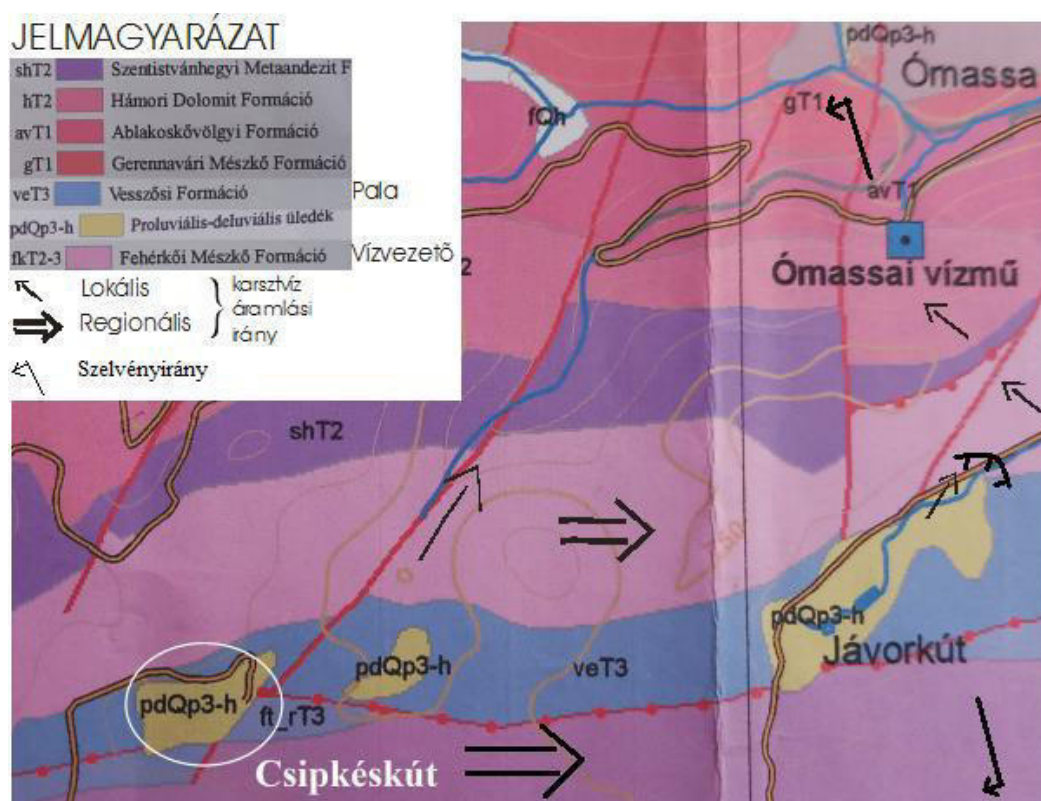 JELMAGYARÁZAT
shT2 Szentistvánhegyi Metaandezit F
hT2 Hámori Dolomit Formáció
avT1 Ablakoskővölgyi Formáció
gT1 Gerennavári Mészkő Formáció
veT3 Vesszősi Formáció Pala
pdQp3-h Proluviális-deluviális üledék
fkT2-3 Fehérkői Mészkő Formáció Vízvezető
Lokális
Regionális
karsztvíz
áramlási
irány
Szelvényirány
pdQp3-h
Ómassa
fQh
gT1
avT1
2
Ómassai vízmű
shT2
750
pdQp3-h
Jávorkút
pdQp3-h
veT3
pdQp3-h
ft_rT3
Csipkéskút